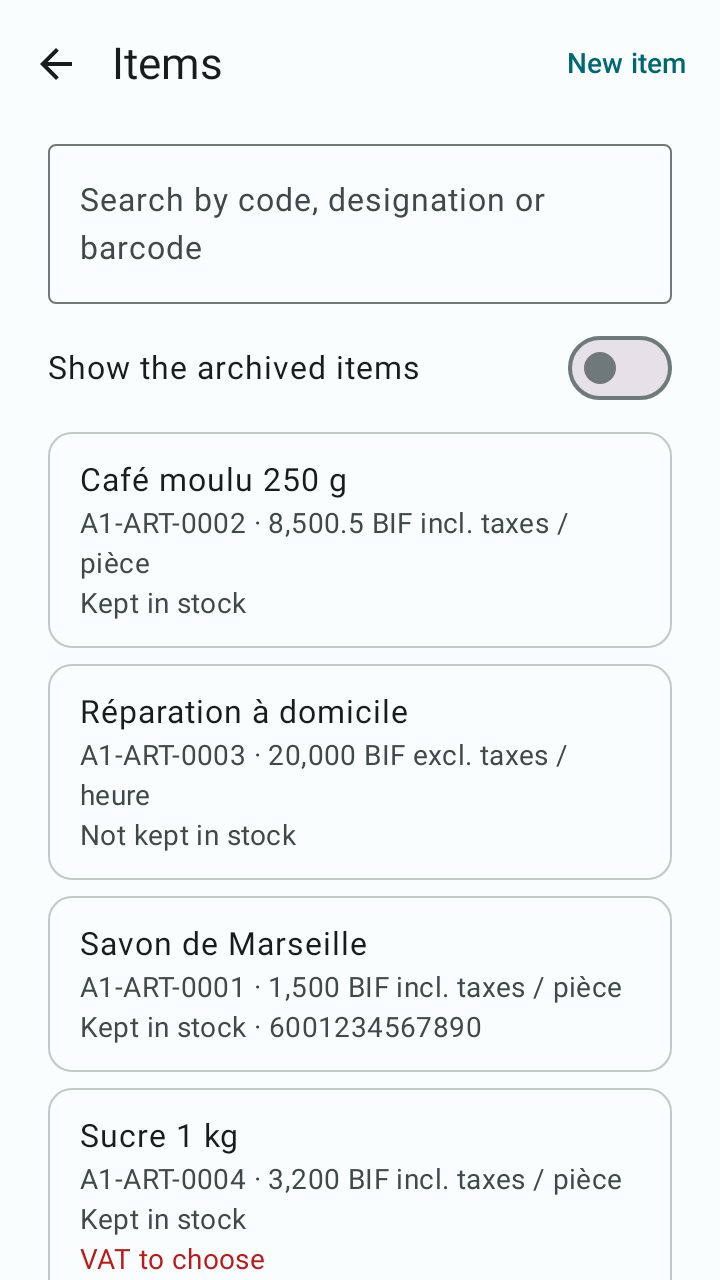 Items
New item
Search by code, designation or
barcode
Show the archived items
Café moulu 250 g
A1-ART-0002 · 8,500.5 BIF incl. taxes /
pièce
Kept in stock
Réparation à domicile
A1-ART-0003 · 20,000 BIF excl. taxes /
heure
Not kept in stock
Savon de Marseille
A1-ART-0001 · 1,500 BIF incl. taxes / pièce
Kept in stock · 6001234567890
Sucre 1 kg
A1-ART-0004 · 3,200 BIF incl. taxes / pièce
Kept in stock
VAT to choose